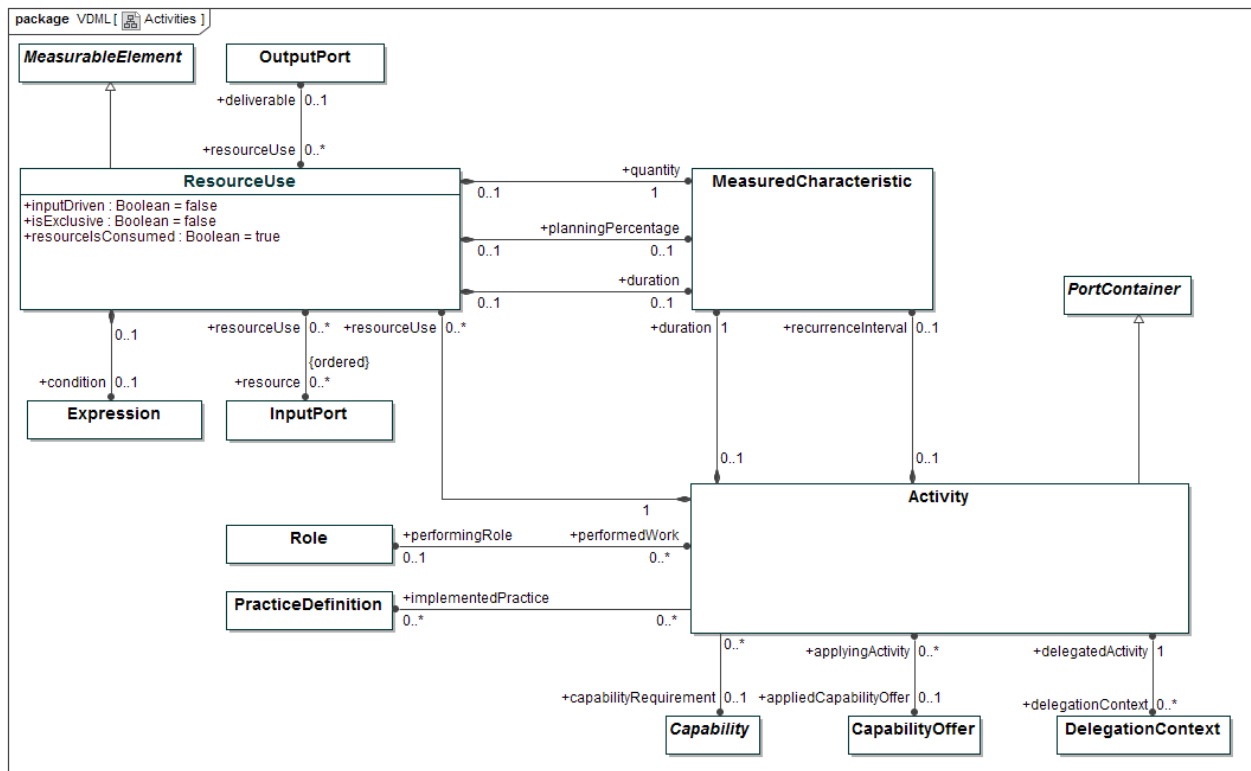 package VDML [ Activities ]
MeasurableElement
OutputPort
+deliverable 0..1
+resourceUse 0..*
ResourceUse
+inputDriven : Boolean = false
+isExclusive : Boolean = false
+resourceIsConsumed : Boolean = true
+quantity
0..1 1
+planningPercentage
0..1 0..1
+duration
0..1 0..1
MeasuredCharacteristic
PortContainer
0..1
+condition 0..1
Expression
+resourceUse 0..*
{ordered}
+resource 0..*
InputPort
+resourceUse 0..*
1
+duration 1
0..1
+recurrenceInterval 0..1
0..1
Activity
Role
+performingRole +performedWork
0..1 0..*
PracticeDefinition
+implementedPractice
0..* 0..*
0..*
+capabilityRequirement 0..1
Capability
+applyingActivity 0..*
+appliedCapabilityOffer 0..1
CapabilityOffer
+delegatedActivity 1
+delegationContext 0..*
DelegationContext